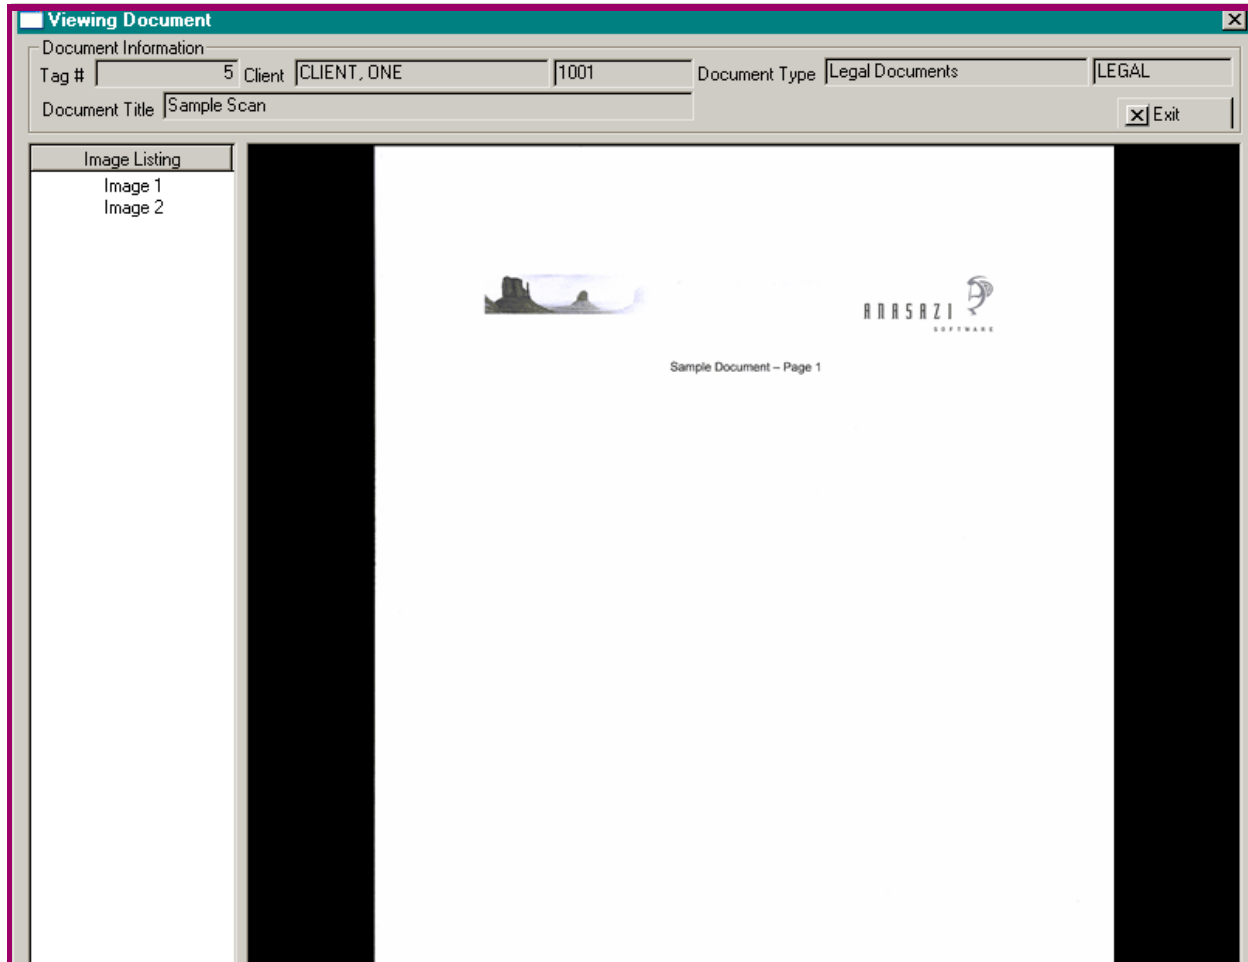 Viewing Document
Document Information
Tag # 5 Client CLIENT, ONE 1001 Document Type Legal Documents LEGAL
Document Title Sample Scan
Exit
Image Listing
Image 1
Image 2
ANASAZI
SOFTWARE
Sample Document – Page 1